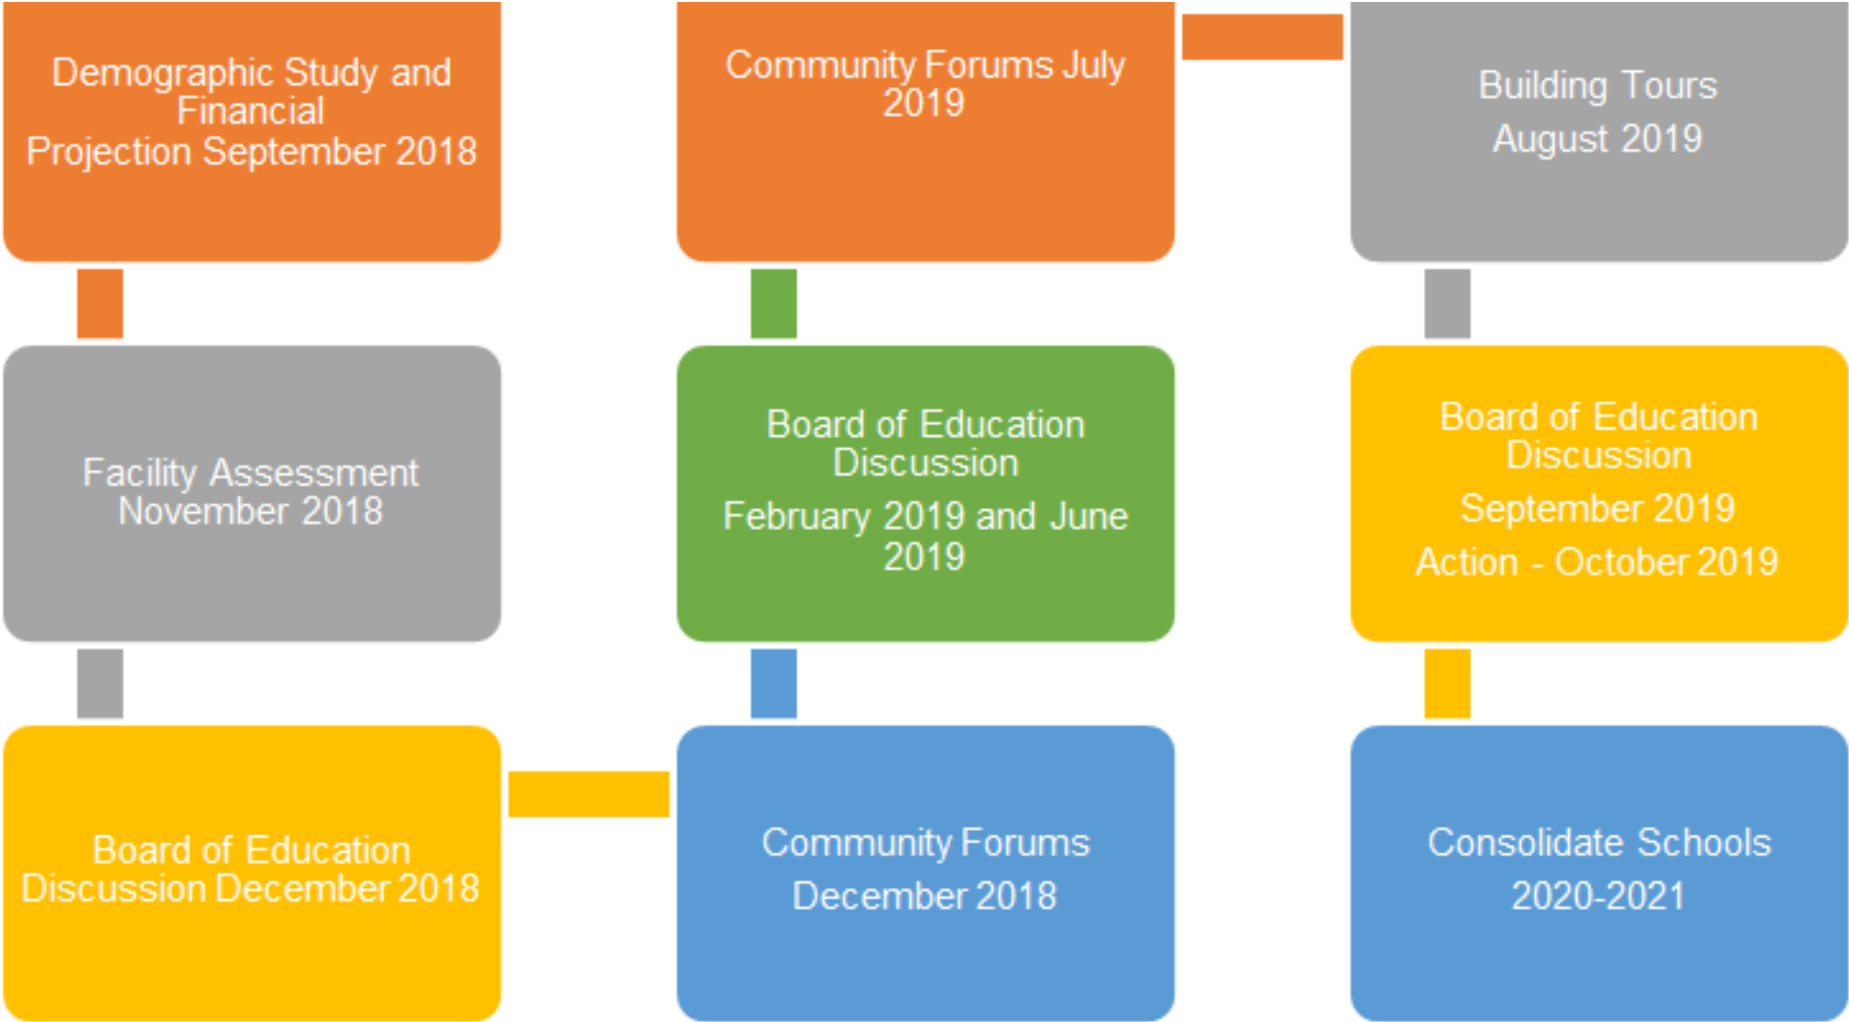 Demographic Study and
Financial
Projection September 2018
Facility Assessment
November 2018
Board of Education
Discussion December 2018
Community Forums
December 2018
Board of Education
Discussion
February 2019 and June
2019
Community Forums July
2019
Building Tours
August 2019
Board of Education
Discussion
September 2019
Action - October 2019
Consolidate Schools
2020-2021